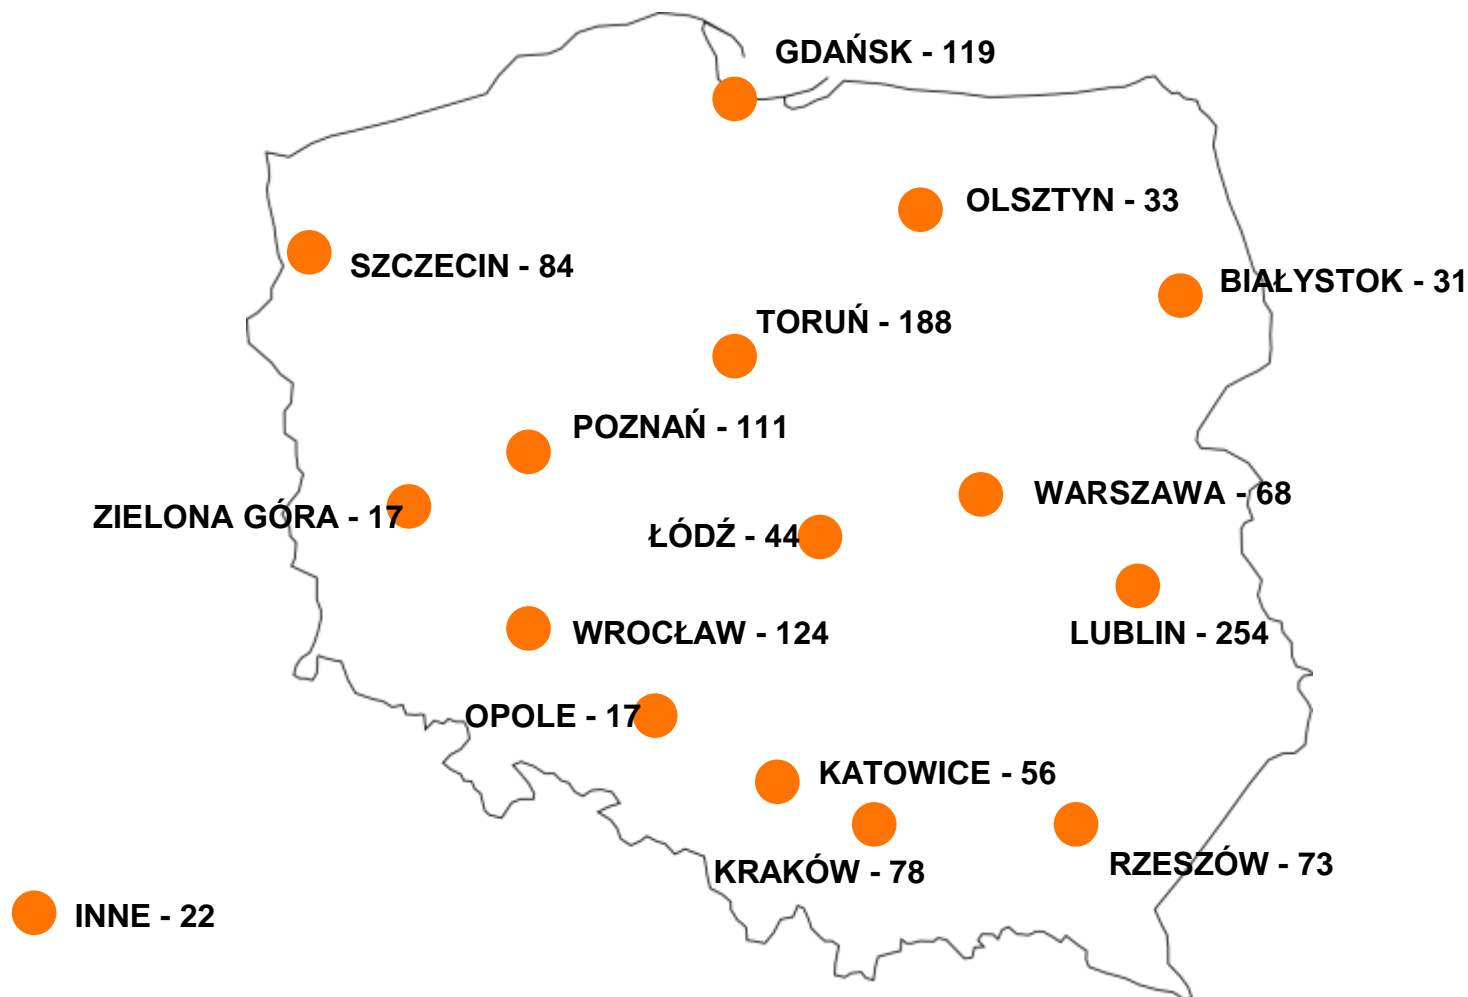 GDAŃSK - 119
OLSZTYN - 33
SZCZECIN - 84
BIAŁYSTOK - 31
TORUŃ - 188
POZNAŃ - 111
WARSZAWA - 68
ZIELONA GÓRA - 17
ŁÓDŹ - 44
WROCŁAW - 124
LUBLIN - 254
OPOLE - 17
KATOWICE - 56
KRAKÓW - 78
RZESZÓW - 73
INNE - 22